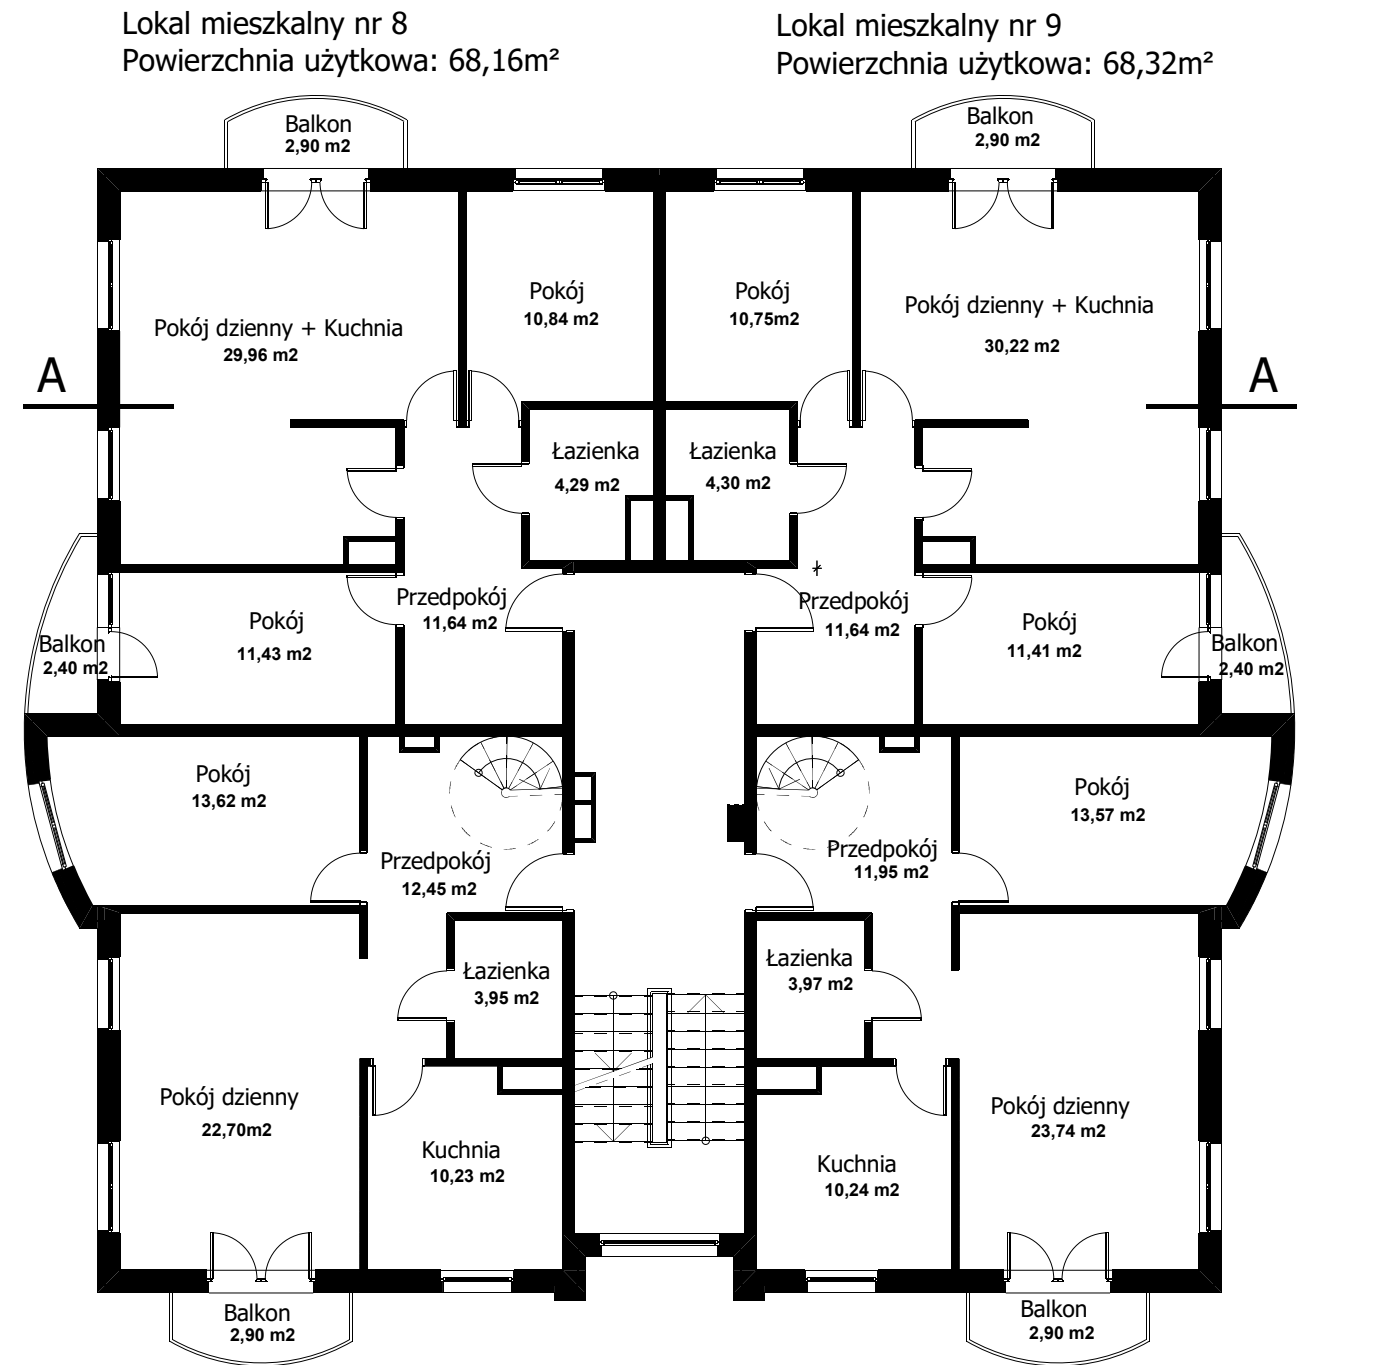 Lokal mieszkalny nr 8
Powierzchnia użytkowa: 68,16m²
Lokal mieszkalny nr 9
Powierzchnia użytkowa: 68,32m²
Balkon
2,90 m2
Balkon
2,90 m2
Pokój dzienny + Kuchnia
29,96 m2
Pokój
10,84 m2
Pokój
10,75m2
Pokój dzienny + Kuchnia
30,22 m2
A
A
Łazienka
4,29 m2
Łazienka
4,30 m2
Balkon
2,40 m2
Pokój
11,43 m2
Przedpokój
11,64 m2
Przedpokój
11,64 m2
Pokój
11,41 m2
Balkon
2,40 m2
Pokój
13,62 m2
Przedpokój
12,45 m2
Przedpokój
11,95 m2
Pokój
13,57 m2
Łazienka
3,95 m2
Łazienka
3,97 m2
Pokój dzienny
22,70m2
Kuchnia
10,23 m2
Kuchnia
10,24 m2
Pokój dzienny
23,74 m2
Balkon
2,90 m2
Balkon
2,90 m2